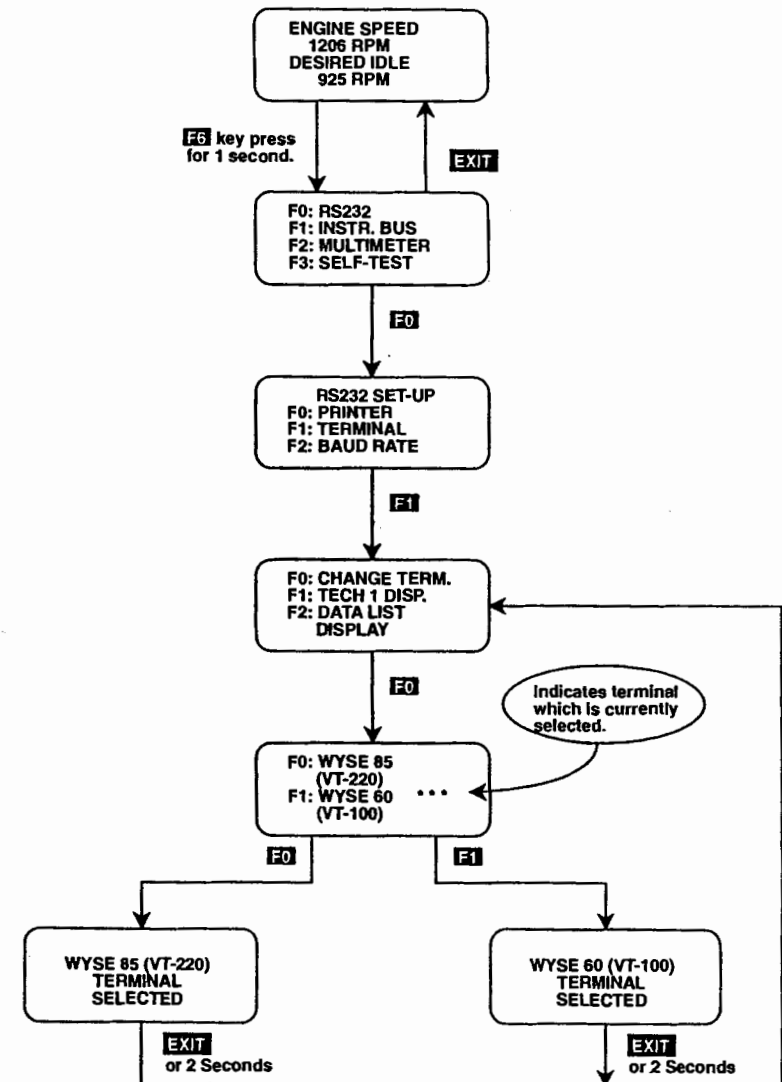 ENGINE SPEED
1206 RPM
DESIRED IDLE
925 RPM
F6 key press
for 1 second.
EXIT
F0: RS232
F1: INSTR. BUS
F2: MULTIMETER
F3: SELF-TEST
F0
RS232 SET-UP
F0: PRINTER
F1: TERMINAL
F2: BAUD RATE
F1
F0: CHANGE TERM.
F1: TECH 1 DISP.
F2: DATA LIST
DISPLAY
F0
Indicates terminal
which is currently
selected.
F0: WYSE 85
(VT-220)
F1: WYSE 60 ...
(VT-100)
F0
F1
WYSE 85 (VT-220)
TERMINAL
SELECTED
WYSE 60 (VT-100)
TERMINAL
SELECTED
EXIT
or 2 Seconds
EXIT
or 2 Seconds